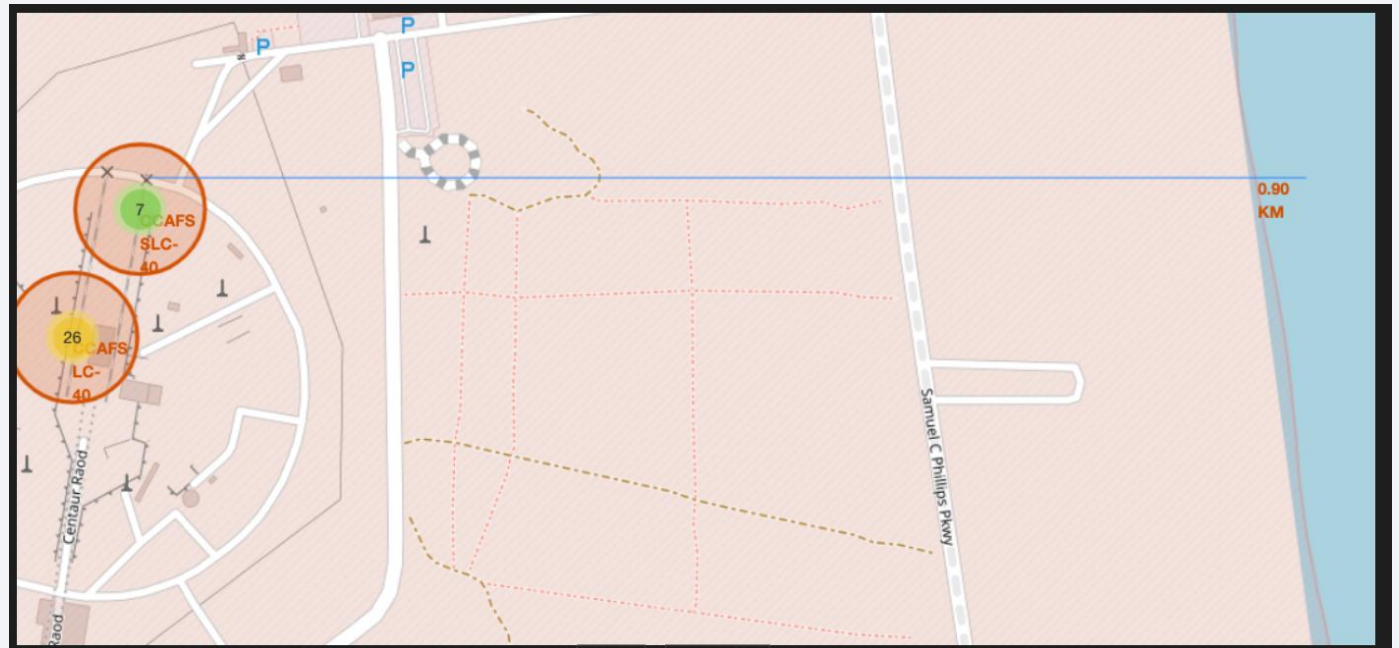 P
P
P
0.90
KM
7
CCAFS
SLC-
40
26
CCAFS
LC-
40
Samuel C Phillips Pkwy
Centaur Raod
Raod